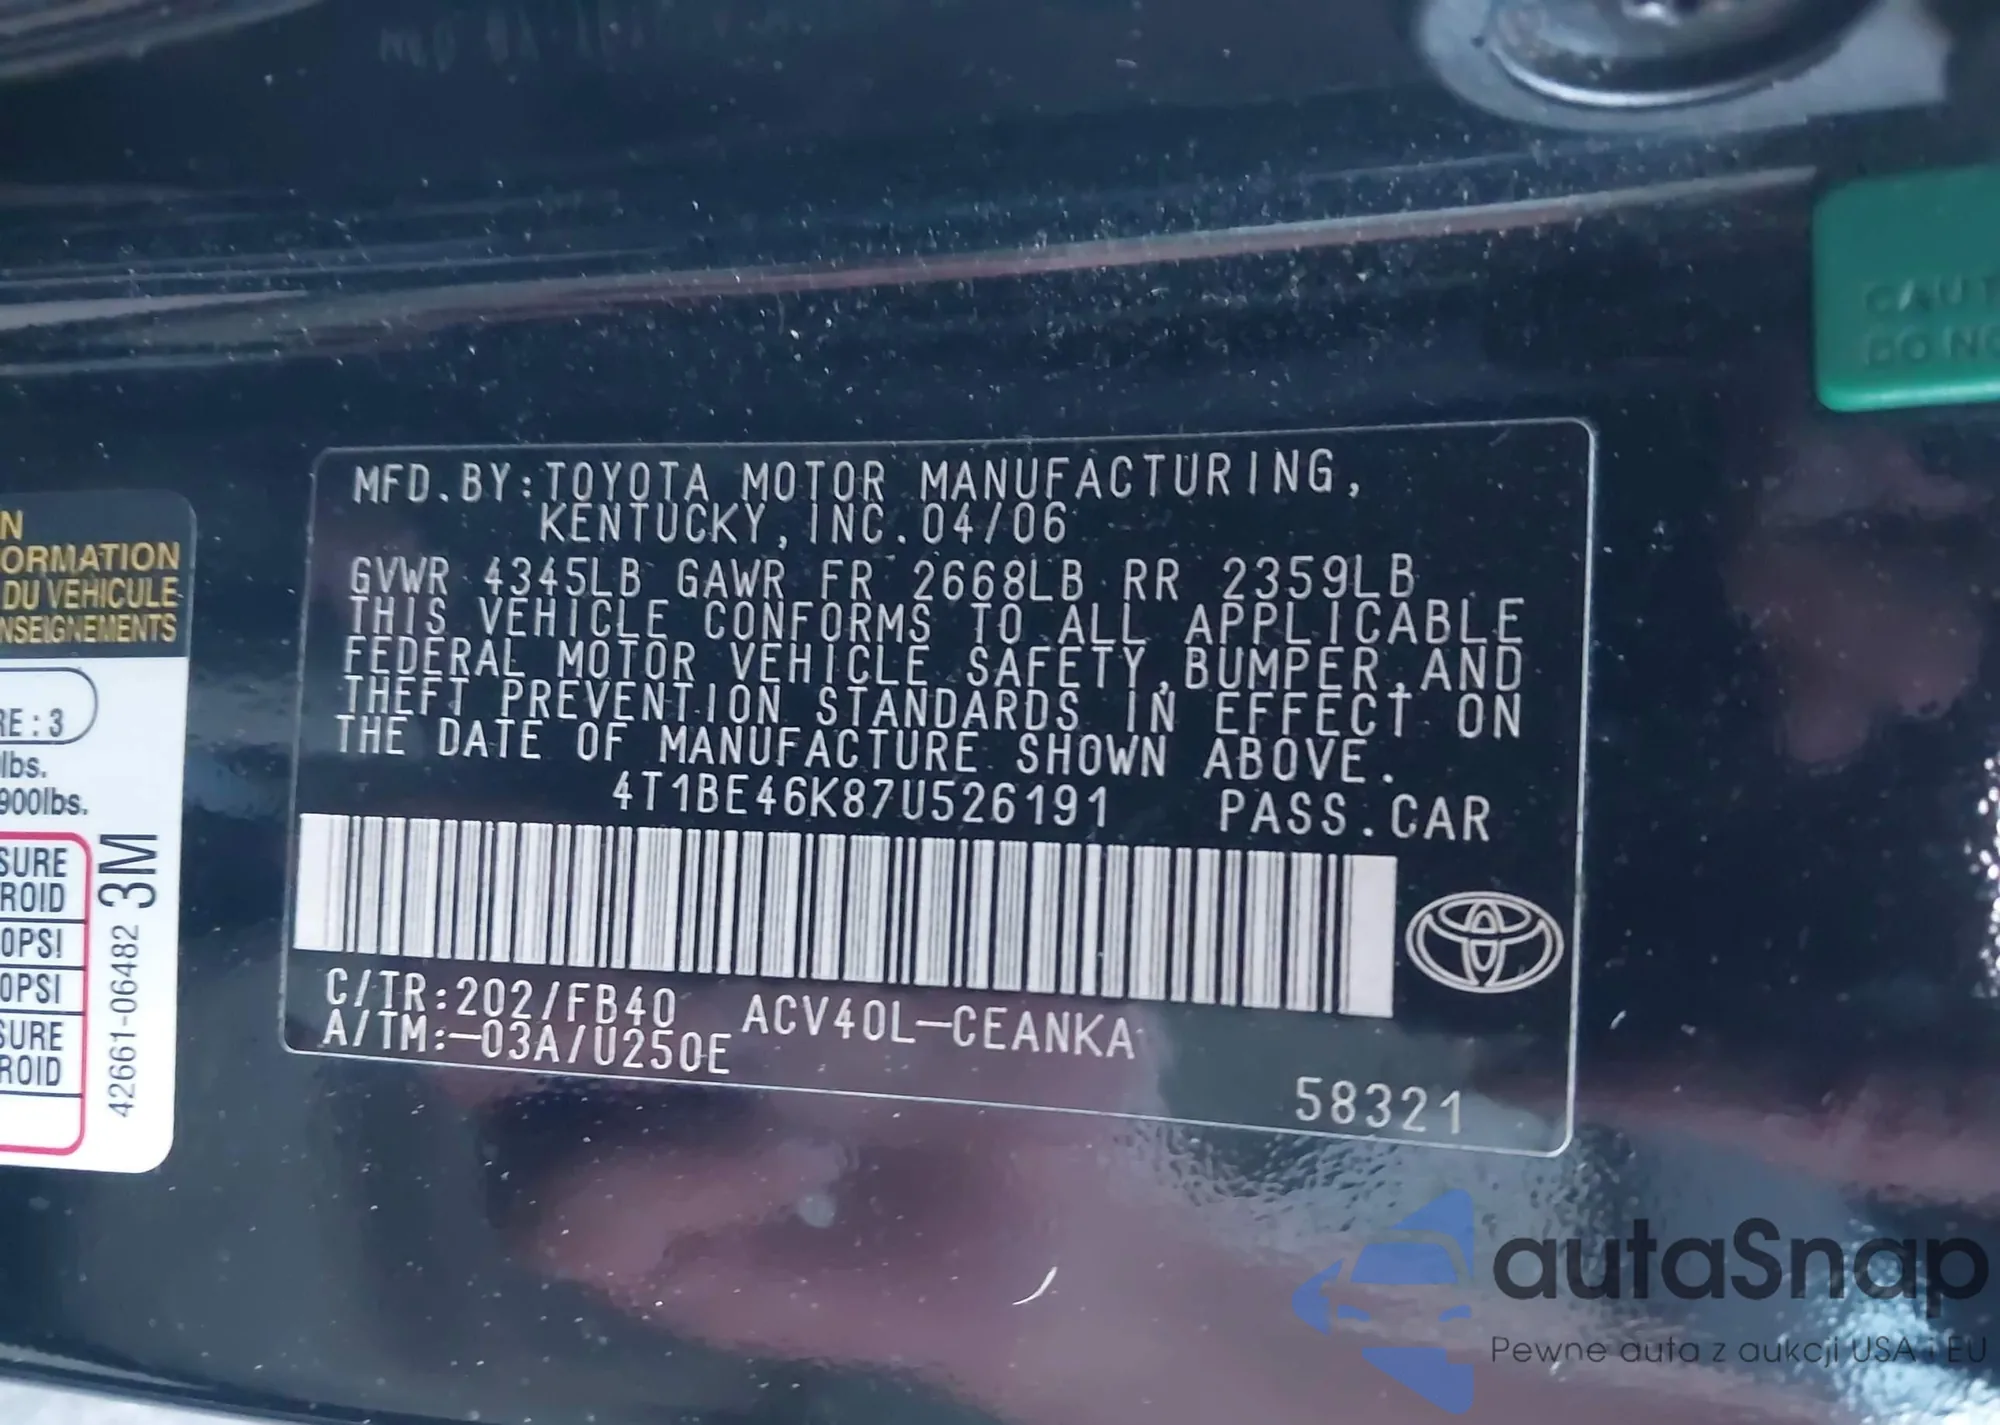 CAUT
DO NO
MFD.BY:TOYOTA MOTOR MANUFACTURING,
KENTUCKY,INC.04/06
GVWR 4345LB GAWR FR 2668LB RR 2359LB
THIS VEHICLE CONFORMS TO ALL APPLICABLE
FEDERAL MOTOR VEHICLE SAFETY,BUMPER,AND
THEFT PREVENTION STANDARDS IN EFFECT ON
THE DATE OF MANUFACTURE SHOWN ABOVE.
4T1BE46K87U526191 PASS.CAR
C/TR:202/FB40 ACV40L-CEANKA
A/TM:-03A/U250E
58321
N
ORMATION
DU VEHICULE
NSEIGNEMENTS
RE : 3
lbs.
900lbs.
SURE
ROID
0PSI
0PSI
SURE
ROID
42661-06482 3M
autaSnap
Pewne auta z aukcji USA i EU